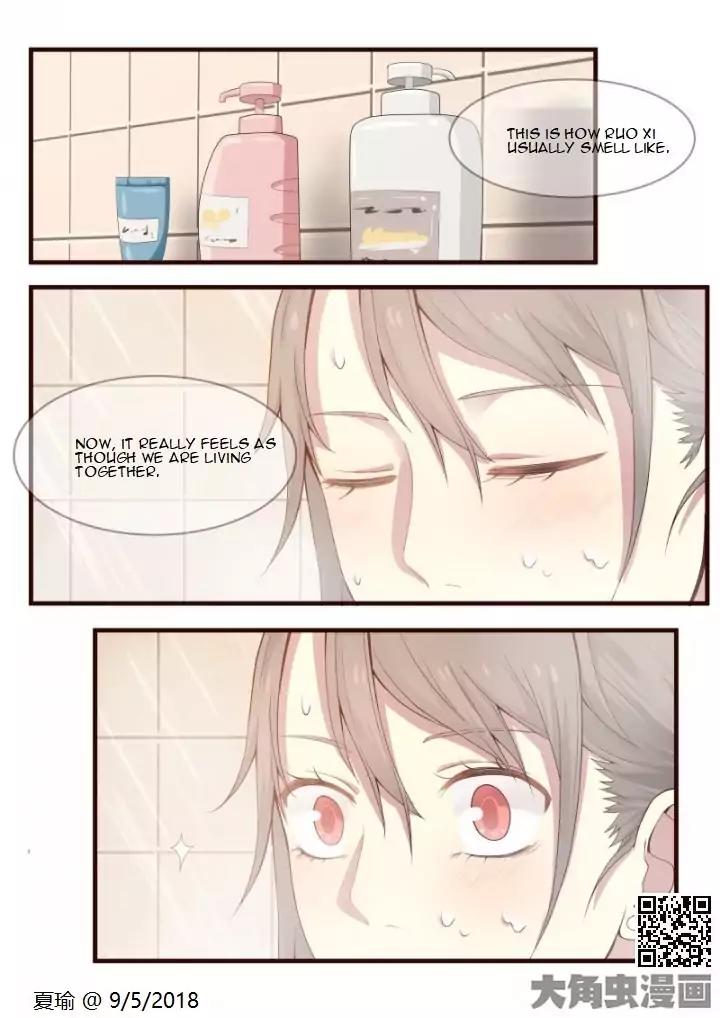 THIS IS HOW RUO XI
USUALLY SMELL LIKE.
NOW, IT REALLY FEELS AS
THOUGH WE ARE LIVING
TOGETHER.
夏瑜 @ 9/5/2018
大角虫漫画